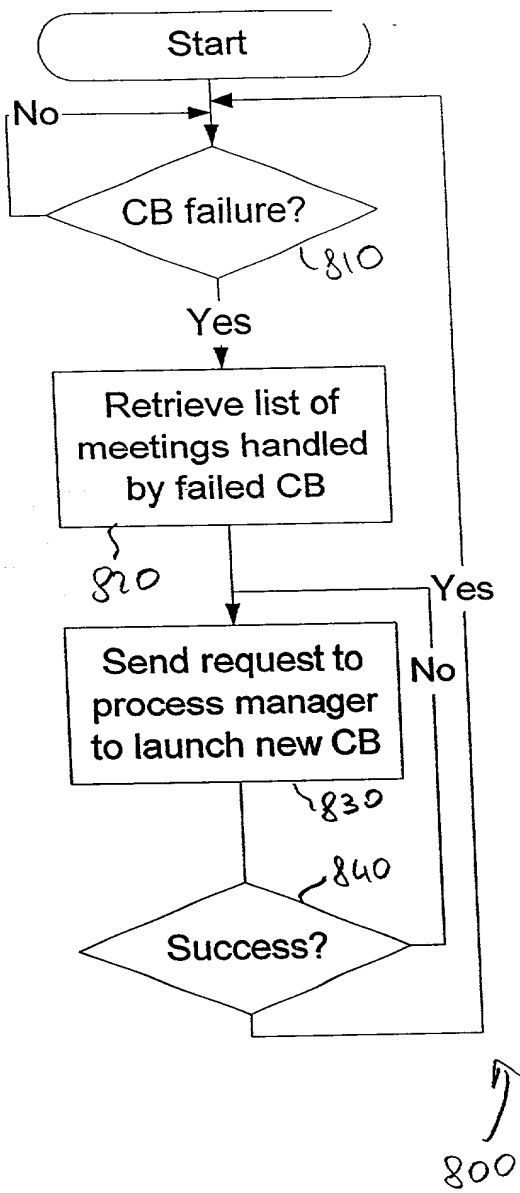 Start
No
CB failure?
810
Yes
Retrieve list of
meetings handled
by failed CB
820
Yes
No
Send request to
process manager
to launch new CB
830
840
Success?
800